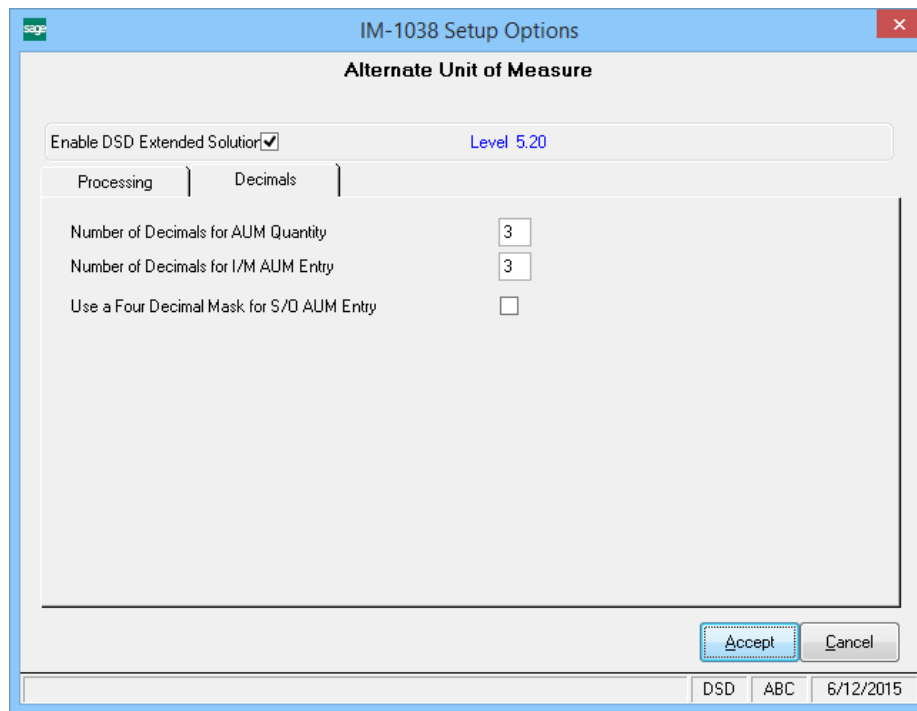 sage
IM-1038 Setup Options
Alternate Unit of Measure
Enable DSD Extended Solution
Level 5.20
Processing
Decimals
Number of Decimals for AUM Quantity 3
Number of Decimals for I/M AUM Entry 3
Use a Four Decimal Mask for S/O AUM Entry
Accept
Cancel
DSD ABC 6/12/2015